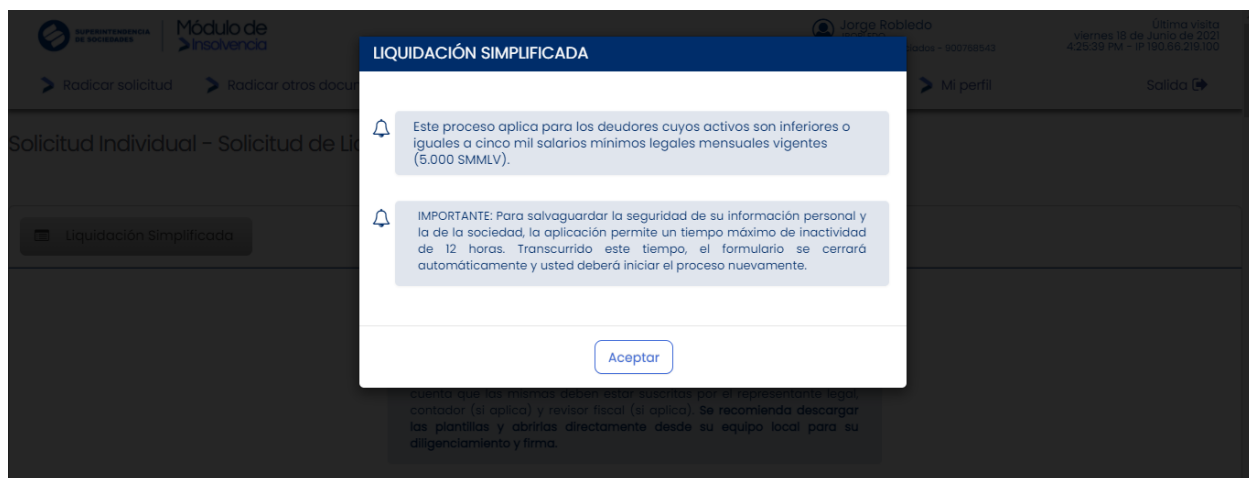 SUPERINTENDENCIA
DE SOCIEDADES
Módulo de
Insolvencia
Jorge Robledo
Última visita
viernes 18 de Junio de 2021
4:25:39 PM - IP 190.66.219.100
- 900768543
Radicar solicitud
Radicar otros docu
Mi perfil
Salida
LIQUIDACIÓN SIMPLIFICADA
Solicitud Individual - Solicitud de Li
Este proceso aplica para los deudores cuyos activos son inferiores o
iguales a cinco mil salarios mínimos legales mensuales vigentes
(5.000 SMMLV).
Liquidación Simplificada
IMPORTANTE: Para salvaguardar la seguridad de su información personal y
la de la sociedad, la aplicación permite un tiempo máximo de inactividad
de 12 horas. Transcurrido este tiempo, el formulario se cerrará
automáticamente y usted deberá iniciar el proceso nuevamente.
Aceptar
cuenta que las mismas deben estar suscritas por el representante legal,
contador (si aplica) y revisor fiscal (si aplica). Se recomienda descargar
las plantillas y abrirlas directamente desde su equipo local para su
diligenciamiento y firma.